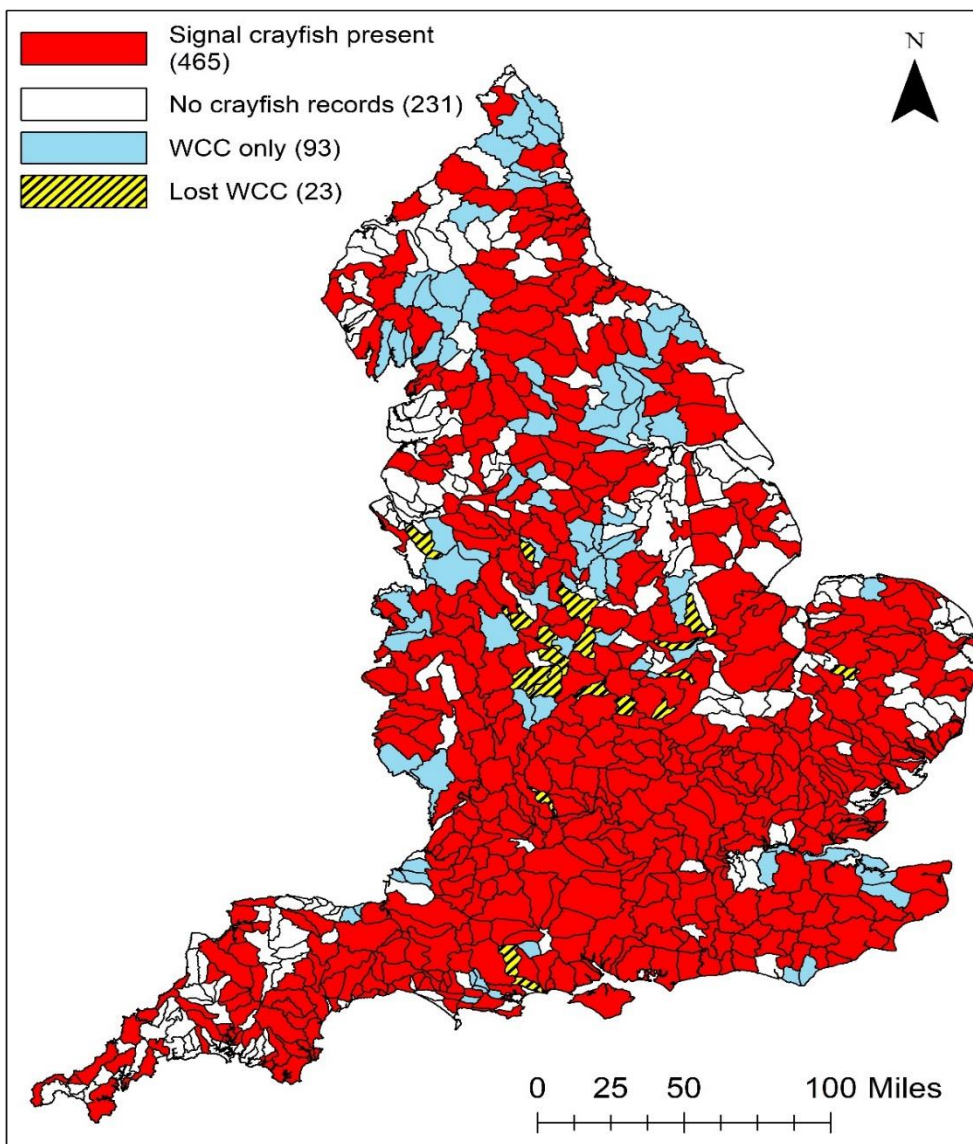 Signal crayfish present
(465)
No crayfish records (231)
WCC only (93)
Lost WCC (23)
N
0 25 50 100 Miles